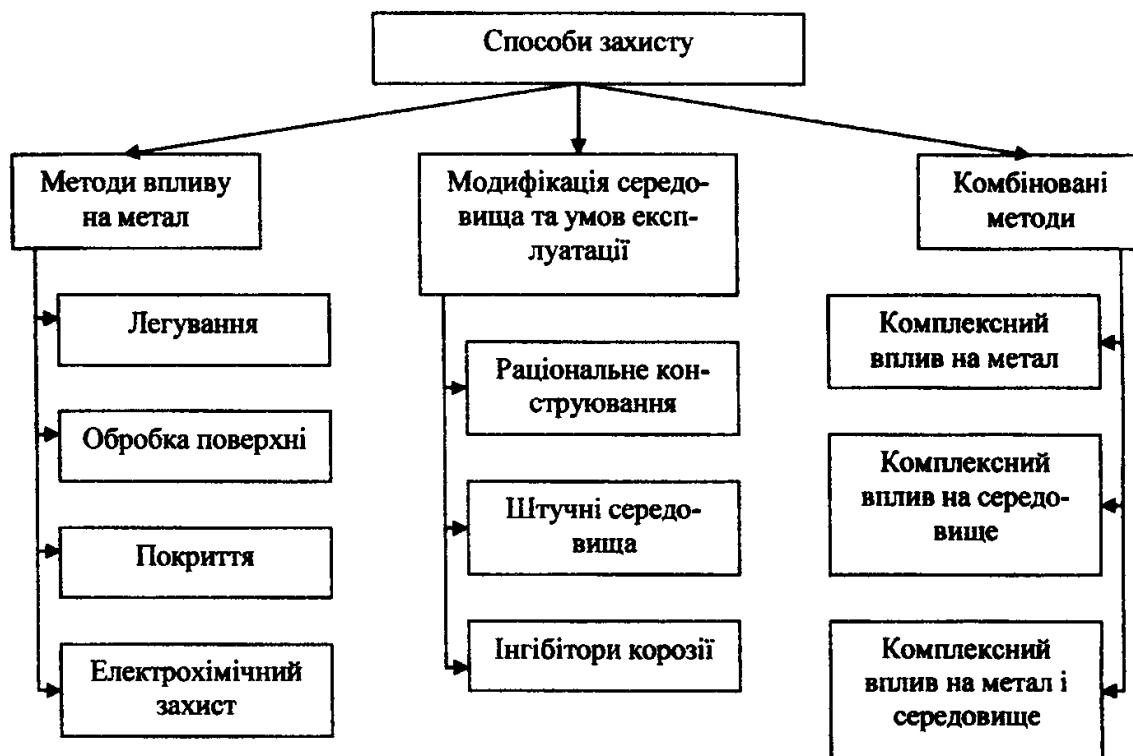 Способи захисту
Методи впливу
на метал
Модифікація середо-
вища та умов експ-
луатації
Комбіновані
методи
Легування
Обробка поверхні
Покриття
Електрохімічний
захист
Раціональне кон-
струювання
Штучні середо-
вища
Інгібітори корозії
Комплексний
вплив на метал
Комплексний
вплив на середо-
вище
Комплексний
вплив на метал і
середовище